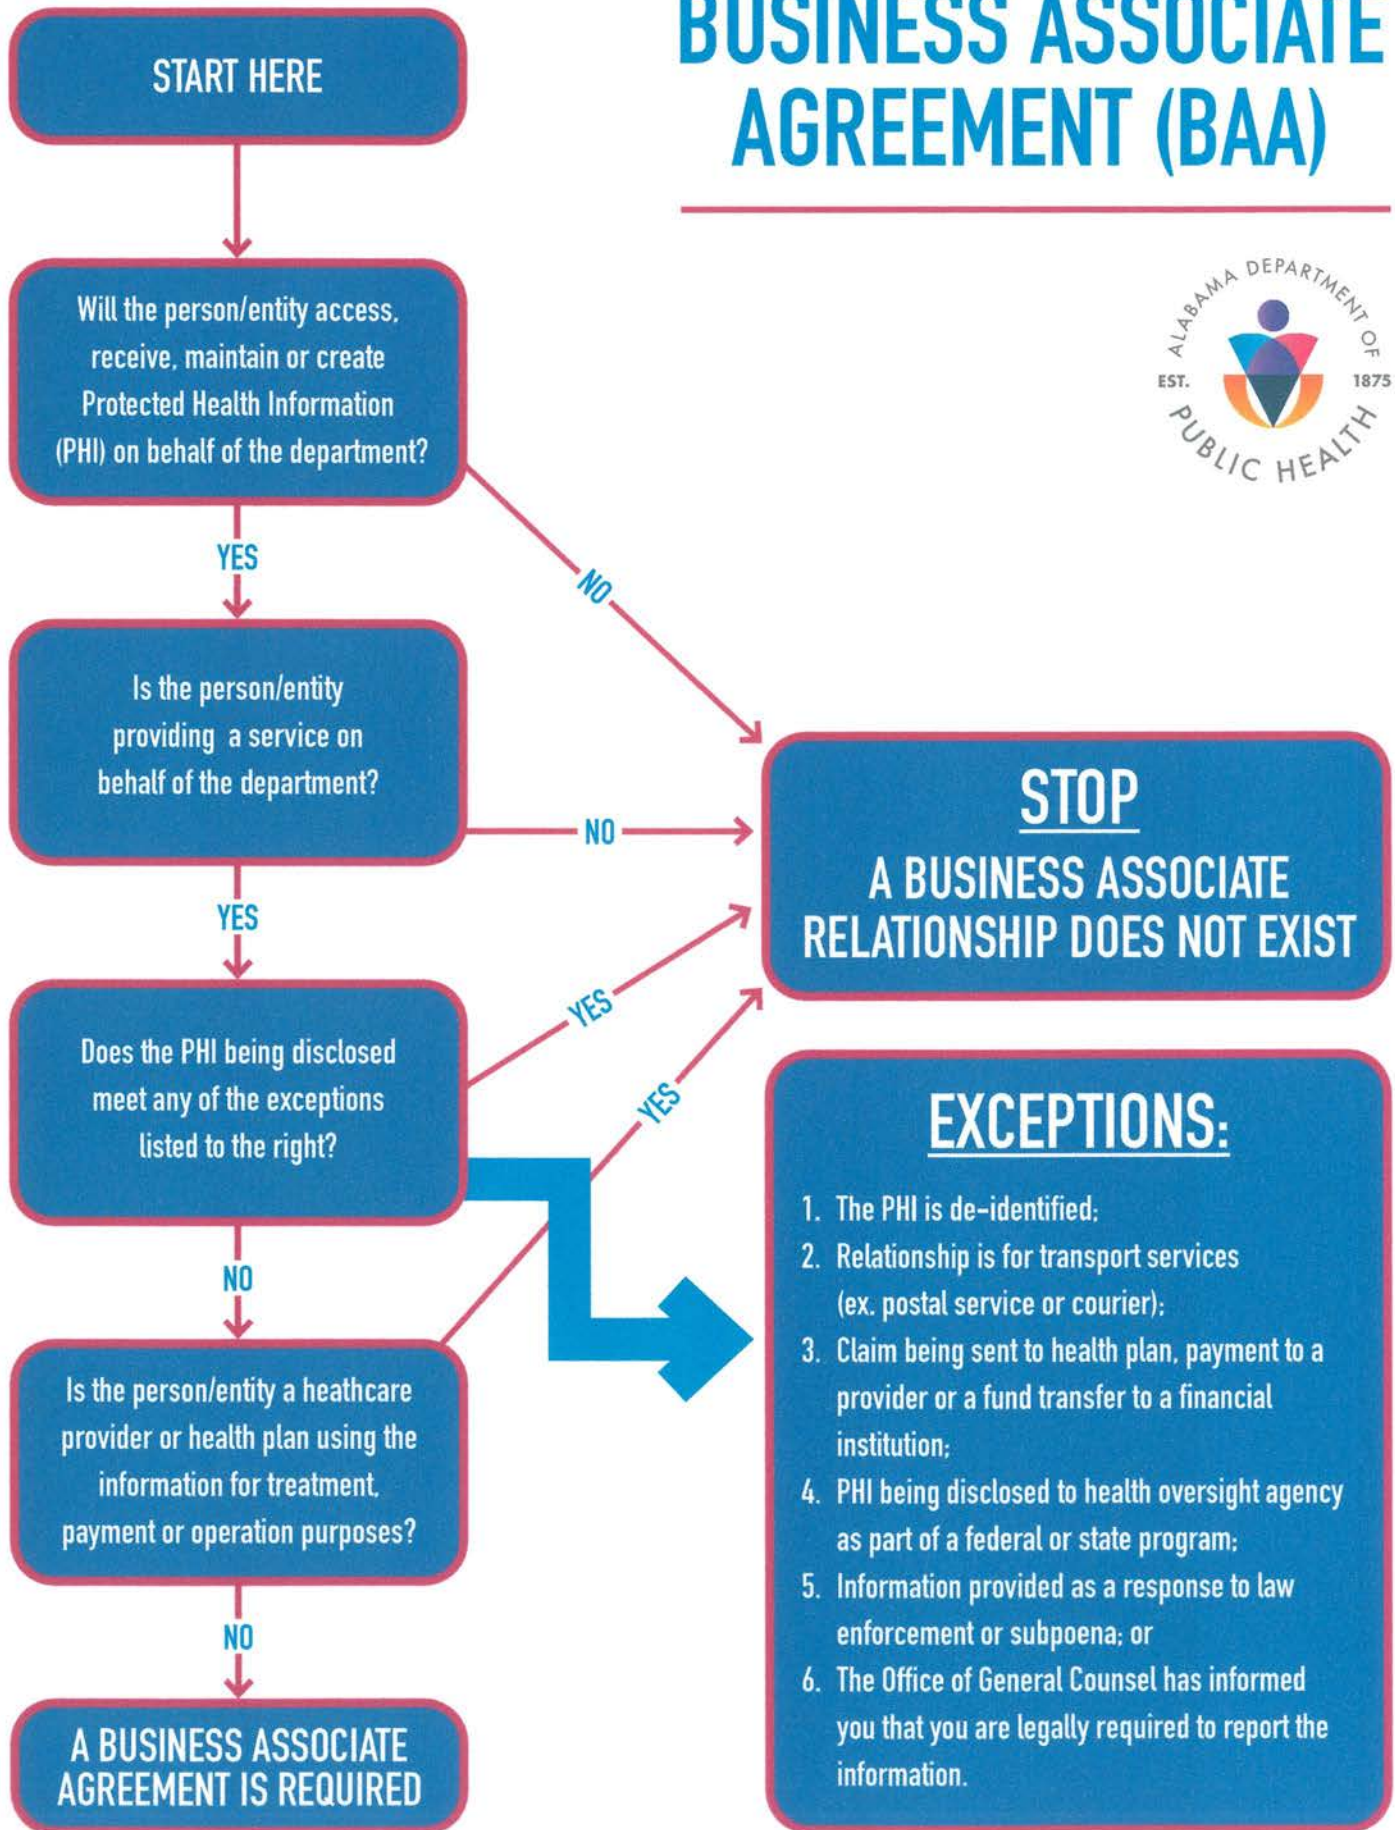 BUSINESS ASSOCIATE
AGREEMENT (BAA)
ALABAMA DEPARTMENT OF
EST. 1875
PUBLIC HEALTH
START HERE
Will the person/entity access,
receive, maintain or create
Protected Health Information
(PHI) on behalf of the department?
NO
YES
Is the person/entity
providing a service on
behalf of the department?
NO
YES
Does the PHI being disclosed
meet any of the exceptions
listed to the right?
YES
NO
Is the person/entity a heathcare
provider or health plan using the
information for treatment,
payment or operation purposes?
YES
NO
A BUSINESS ASSOCIATE
AGREEMENT IS REQUIRED
STOP
A BUSINESS ASSOCIATE
RELATIONSHIP DOES NOT EXIST
EXCEPTIONS:
1. The PHI is de-identified;
2. Relationship is for transport services
(ex. postal service or courier);
3. Claim being sent to health plan, payment to a
provider or a fund transfer to a financial
institution;
4. PHI being disclosed to health oversight agency
as part of a federal or state program;
5. Information provided as a response to law
enforcement or subpoena; or
6. The Office of General Counsel has informed
you that you are legally required to report the
information.